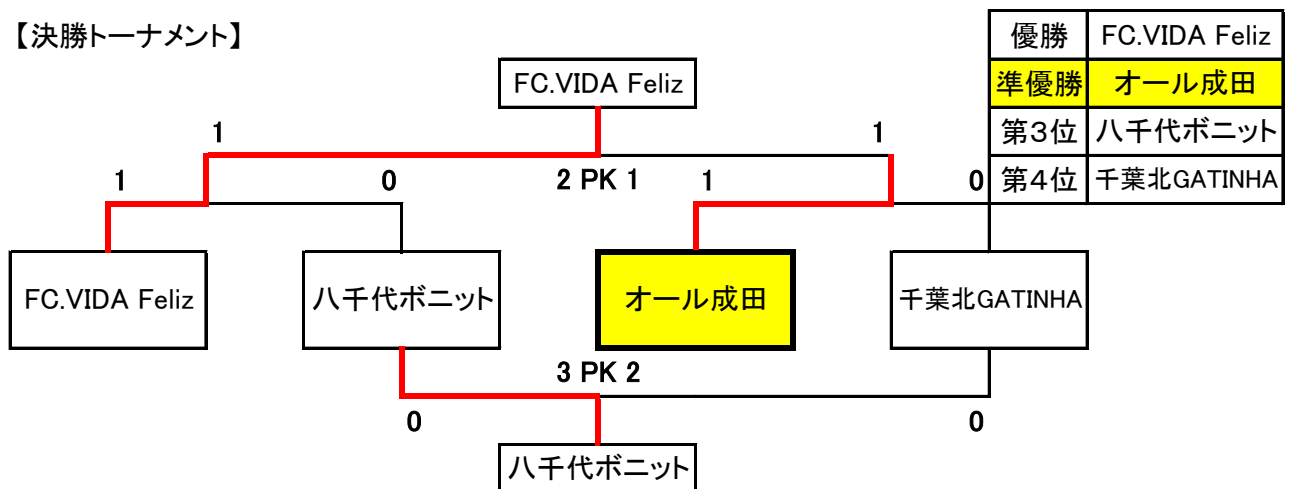 【決勝トーナメント】
優勝 FC.VIDA Feliz
準優勝 オール成田
第３位 八千代ボニット
第４位 千葉北GATINHA
FC.VIDA Feliz
1 1
1 0 2 PK 1 1 0
FC.VIDA Feliz 八千代ボニット オール成田 千葉北GATINHA
3 PK 2
0 0
八千代ボニット